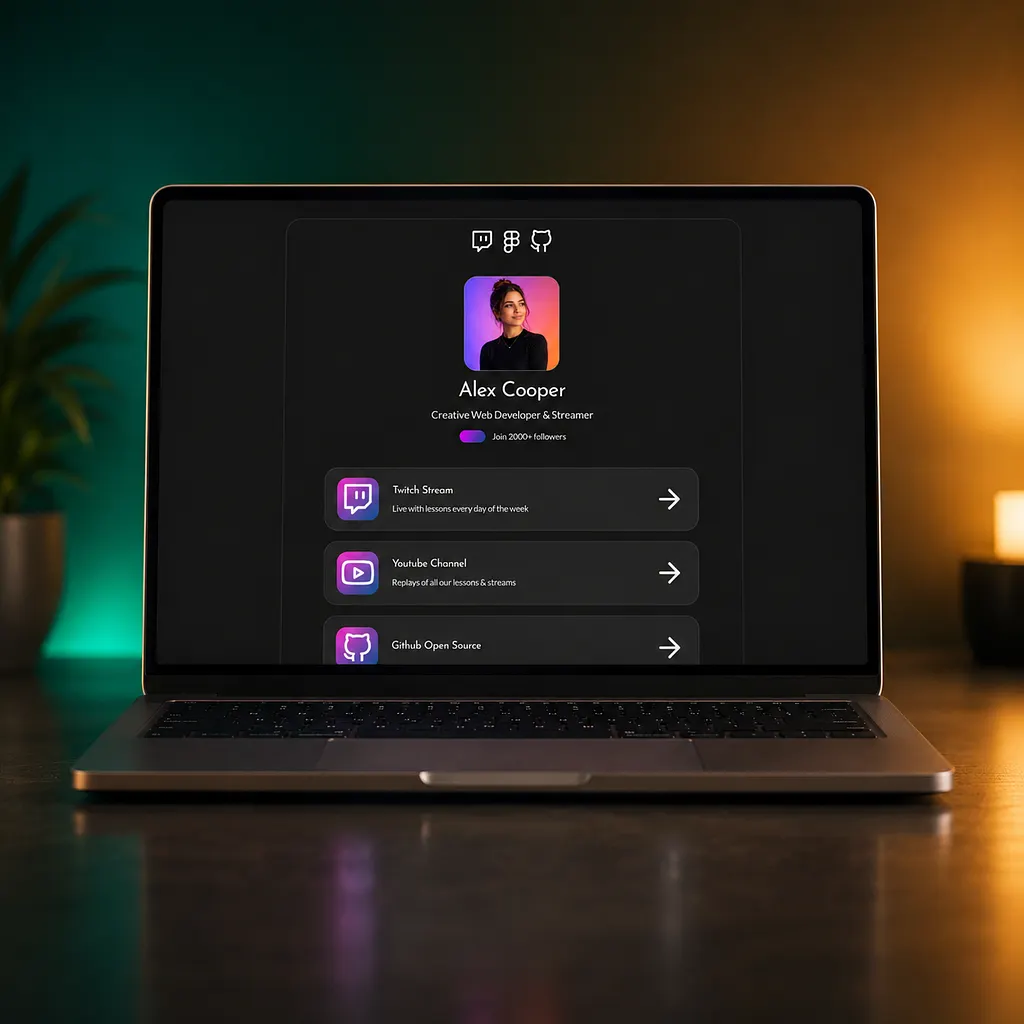 Alex Cooper
Creative Web Developer & Streamer
Join 2000+ followers
Twitch Stream
Live with lessons every day of the week
Youtube Channel
Replays of all our lessons & streams
Github Open Source